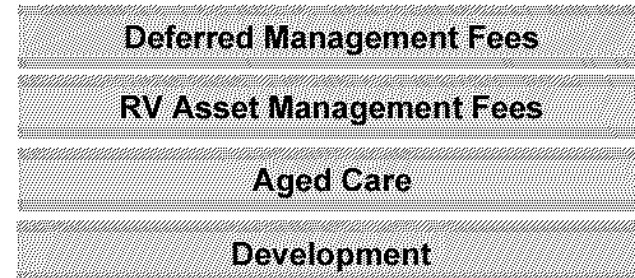 Deferred Management Fees
RV Asset Management Fees
Aged Care
Development